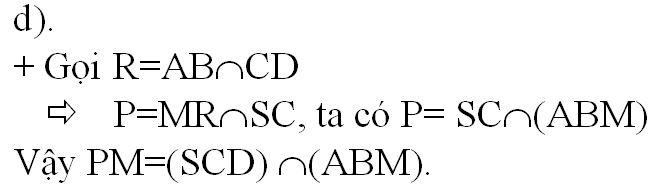 d).
+ Gọi R=AB∩CD
⇨ P=MR∩SC, ta có P= SC∩(ABM)
Vậy PM=(SCD) ∩(ABM).